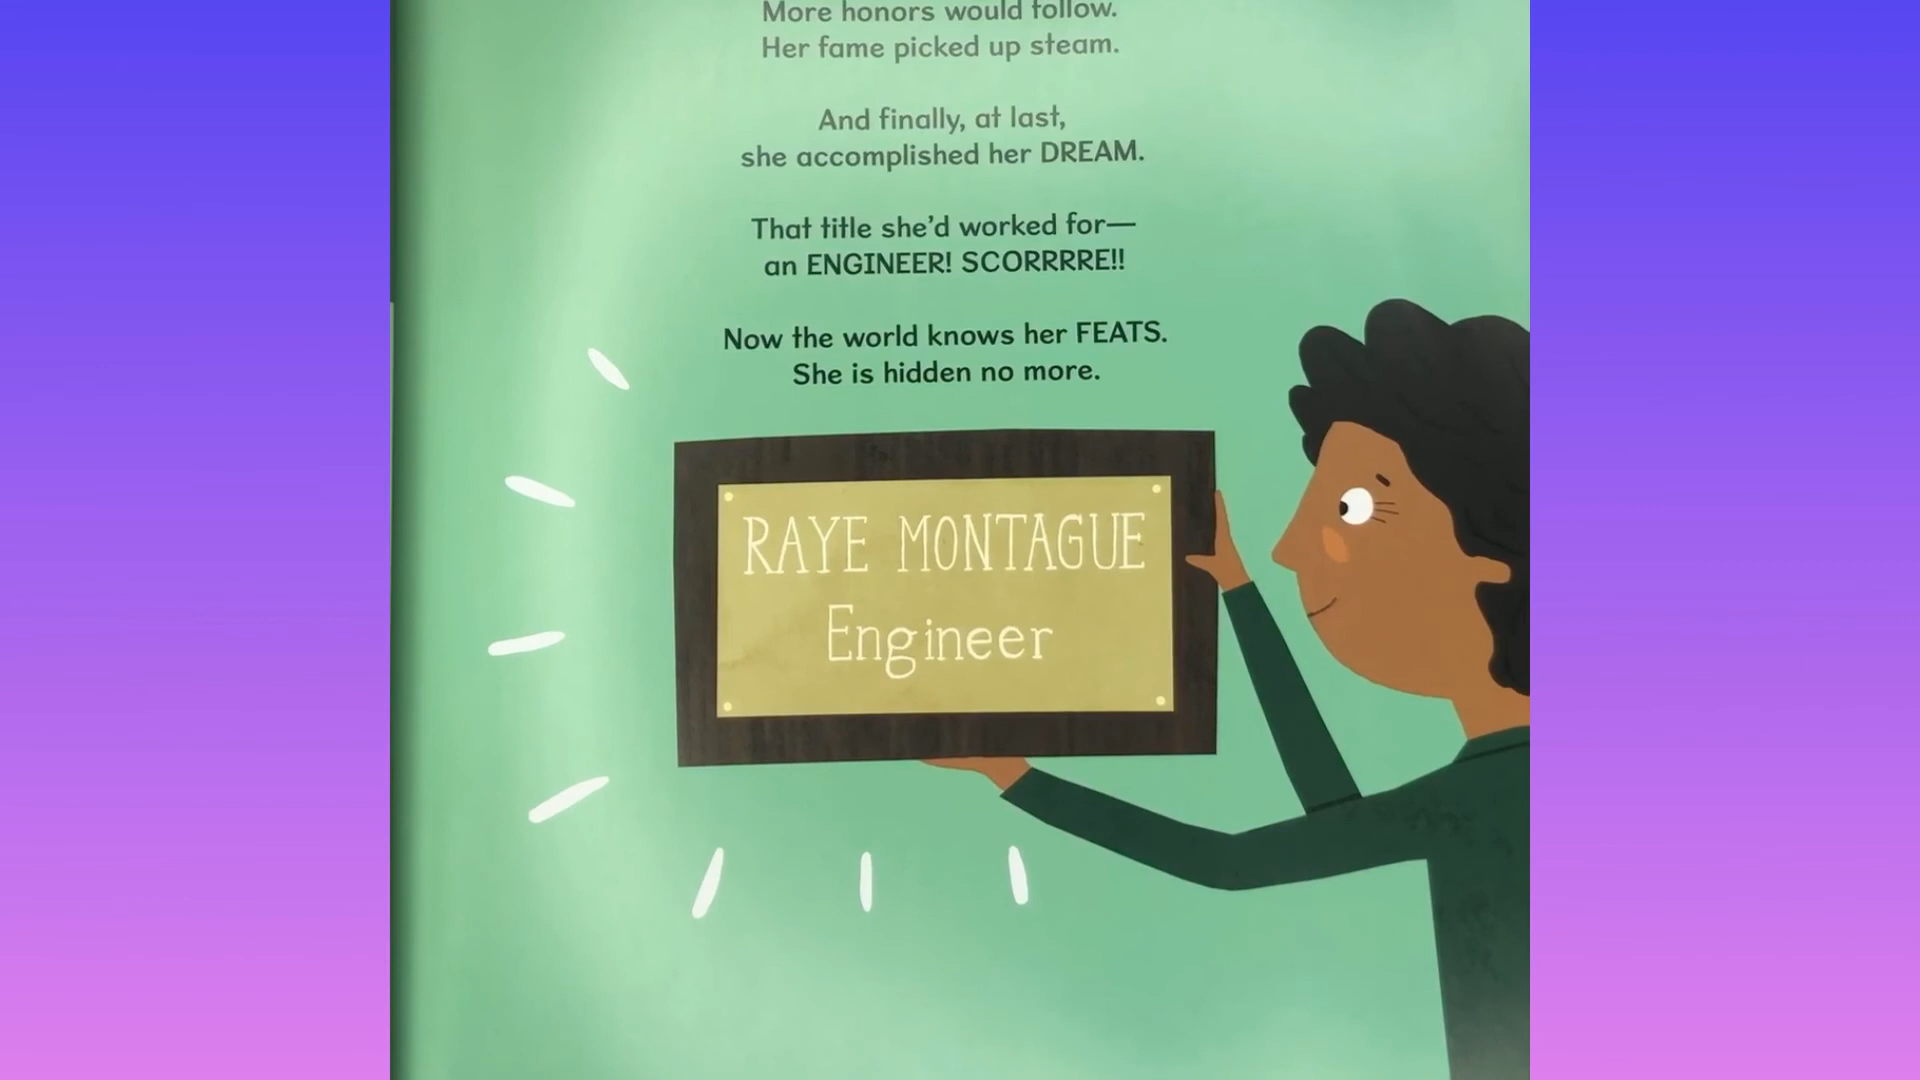 More honors would follow.
Her fame picked up steam.
And finally, at last,
she accomplished her DREAM.
That title she'd worked for—
an ENGINEER! SCORRRRE!!
Now the world knows her FEATS.
She is hidden no more.
RAYE MONTAGUE
Engineer